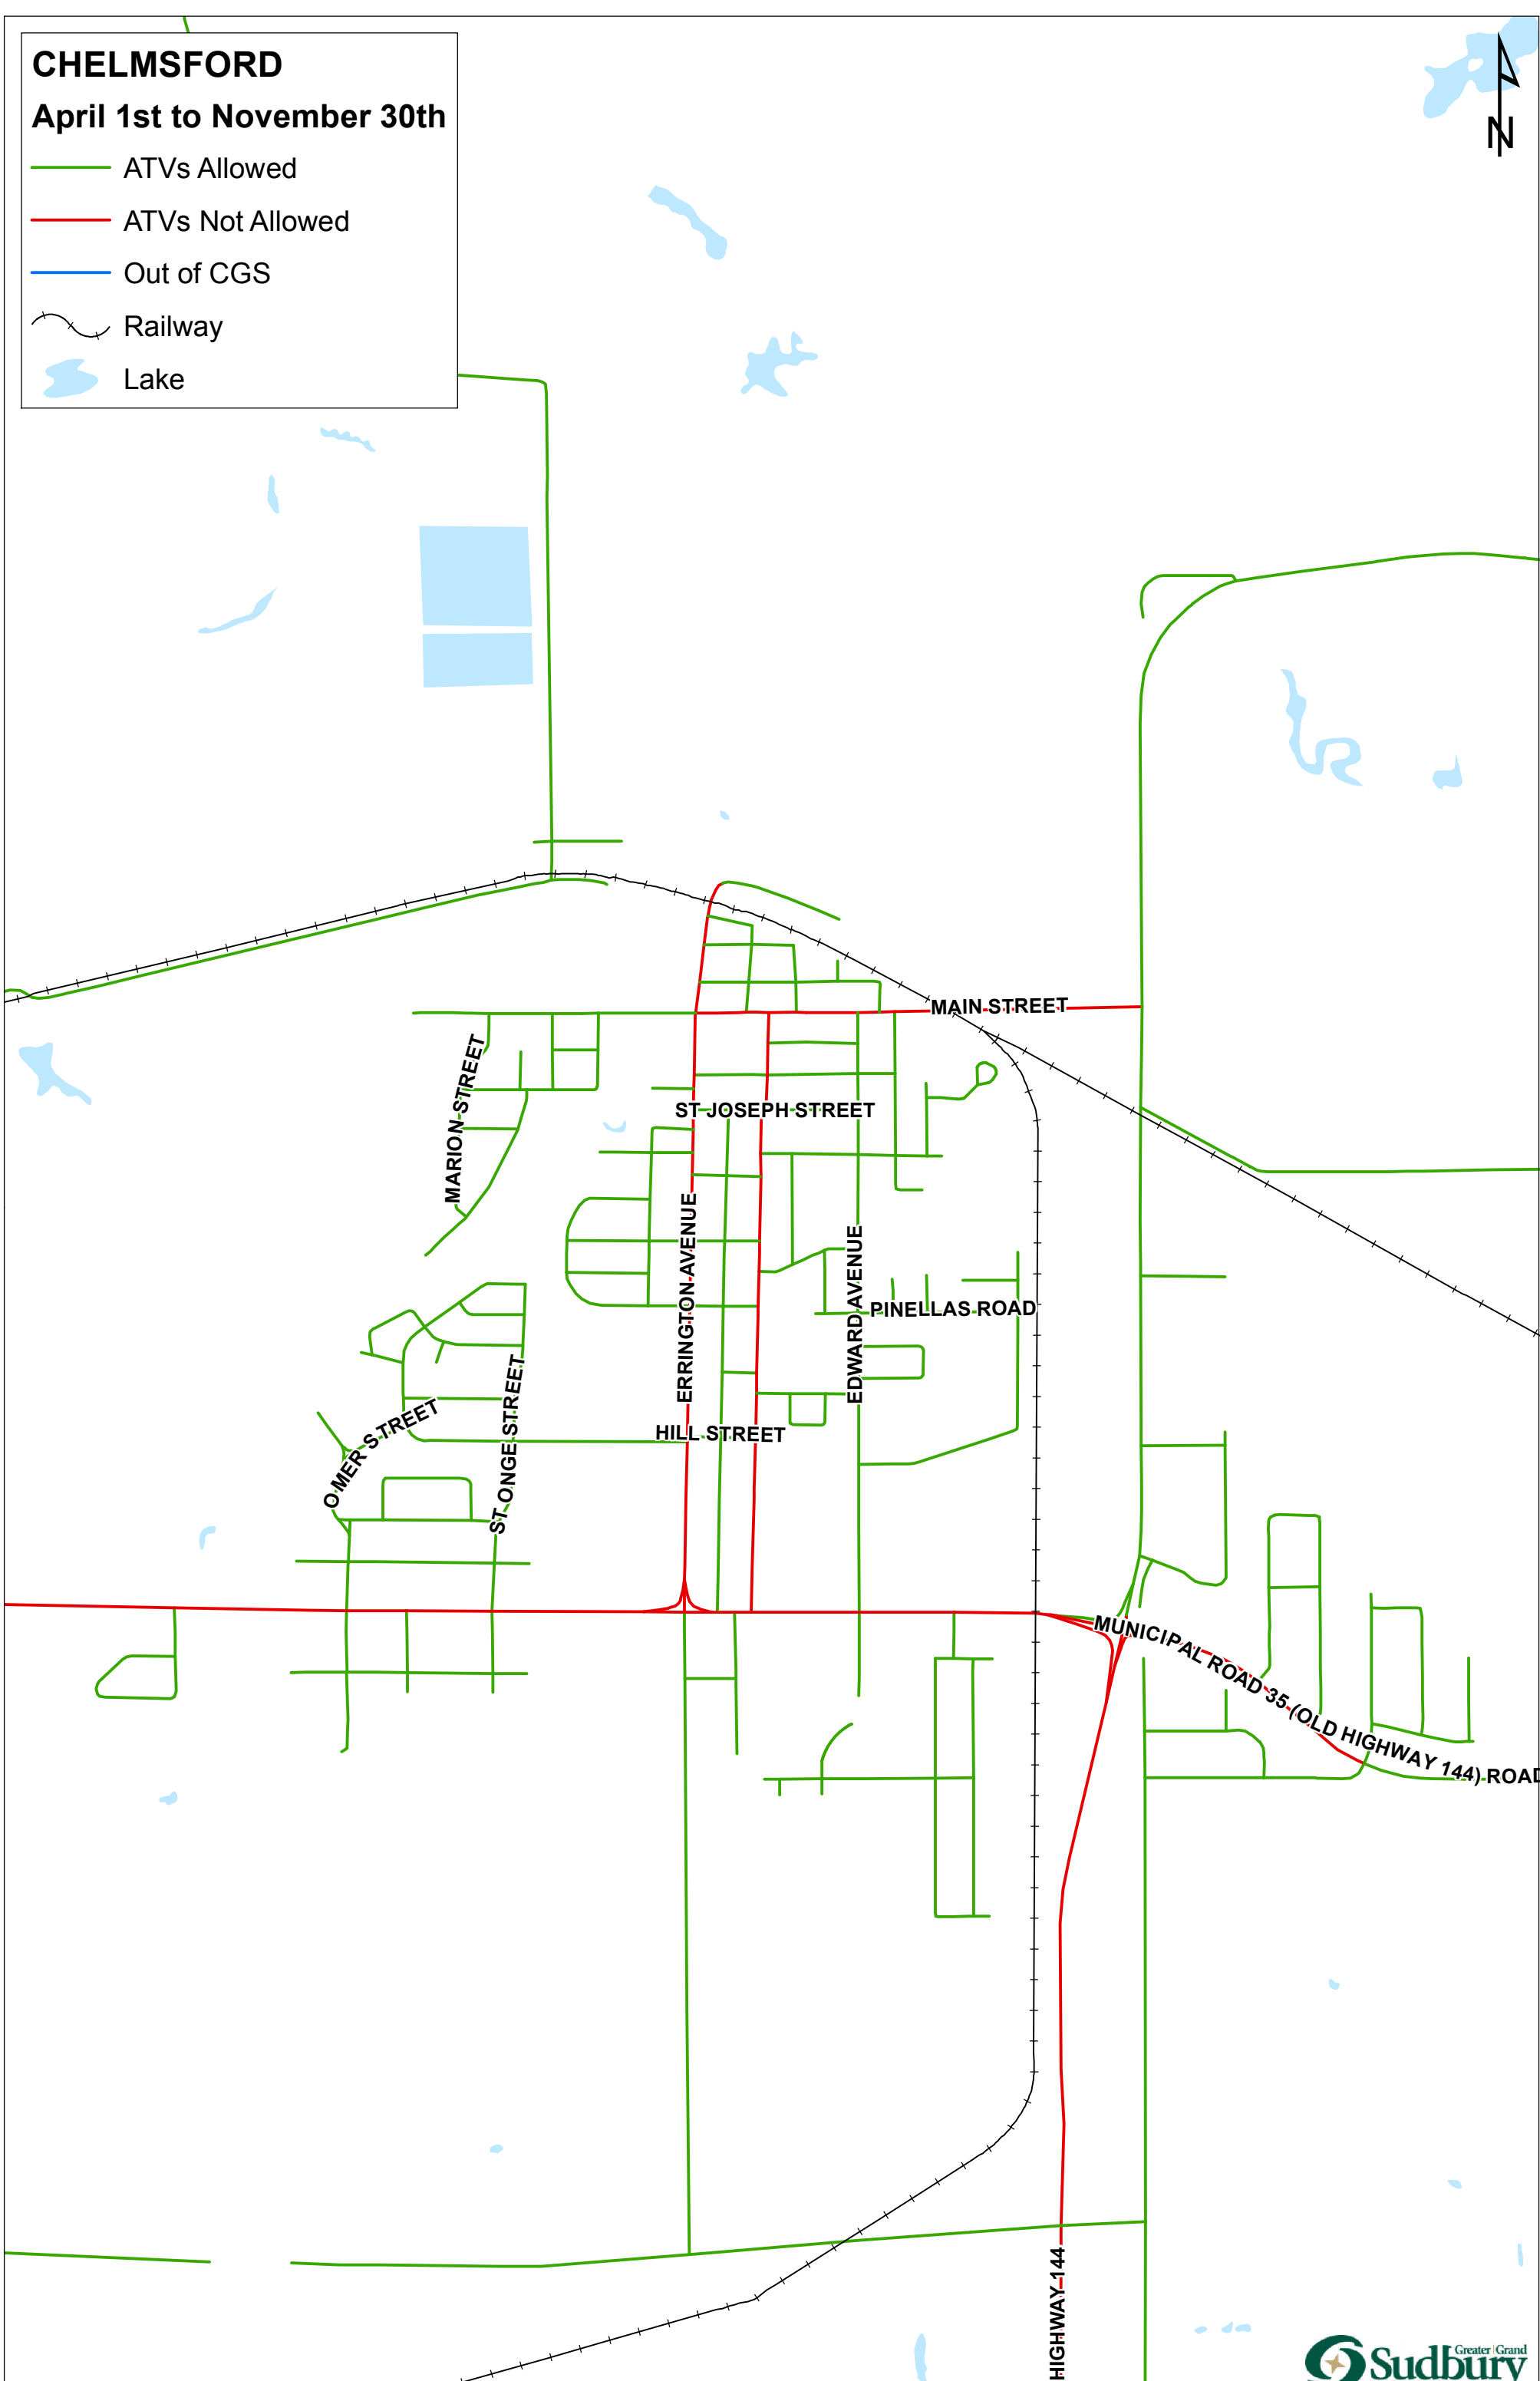 CHELMSFORD
April 1st to November 30th
ATVs Allowed
ATVs Not Allowed
Out of CGS
Railway
Lake
N
MAIN STREET
MARION STREET
ST JOSEPH STREET
ERRINGTON AVENUE
EDWARD AVENUE
PINELLAS ROAD
HILL STREET
OMER STREET
ST ONGE STREET
MUNICIPAL ROAD 35 (OLD HIGHWAY 144) ROAD
HIGHWAY 144
Greater | Grand
Sudbury